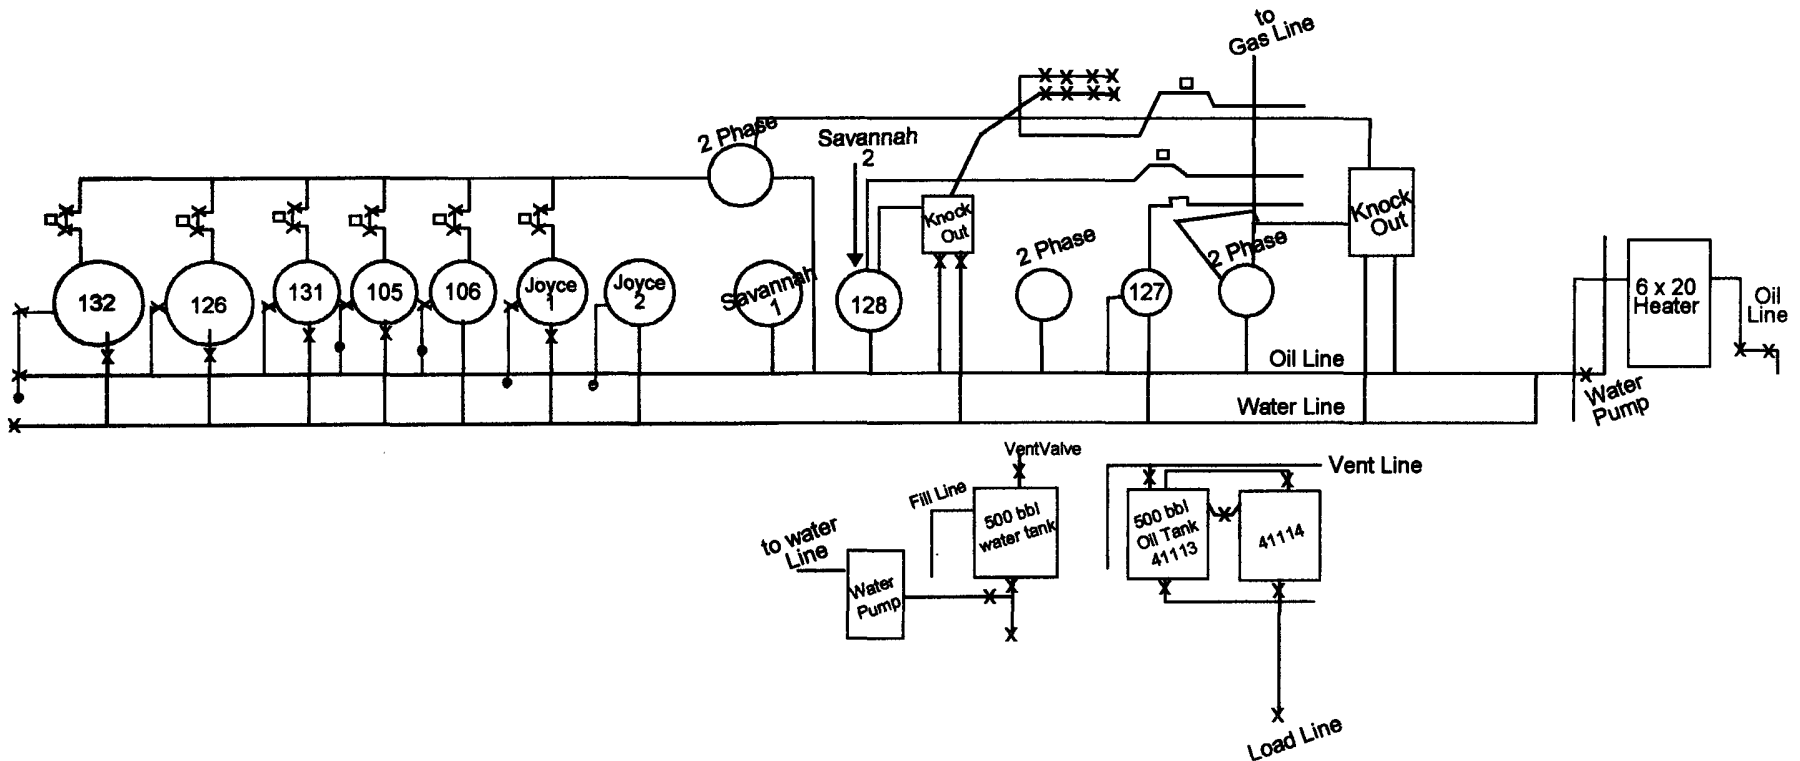 to
Gas Line
2 Phase
Savannah
2
Knock
Out
Knock
Out
2 Phase
2 Phase
132
126
131
105
106
Joyce
1
Joyce
2
Savannah
1
128
127
6 x 20
Heater
Oil
Line
Oil Line
Water Line
Water
Pump
VentValve
Fill Line
500 bbl
water tank
to water
Line
Water
Pump
Vent Line
500 bbl
Oil Tank
41113
41114
Load Line